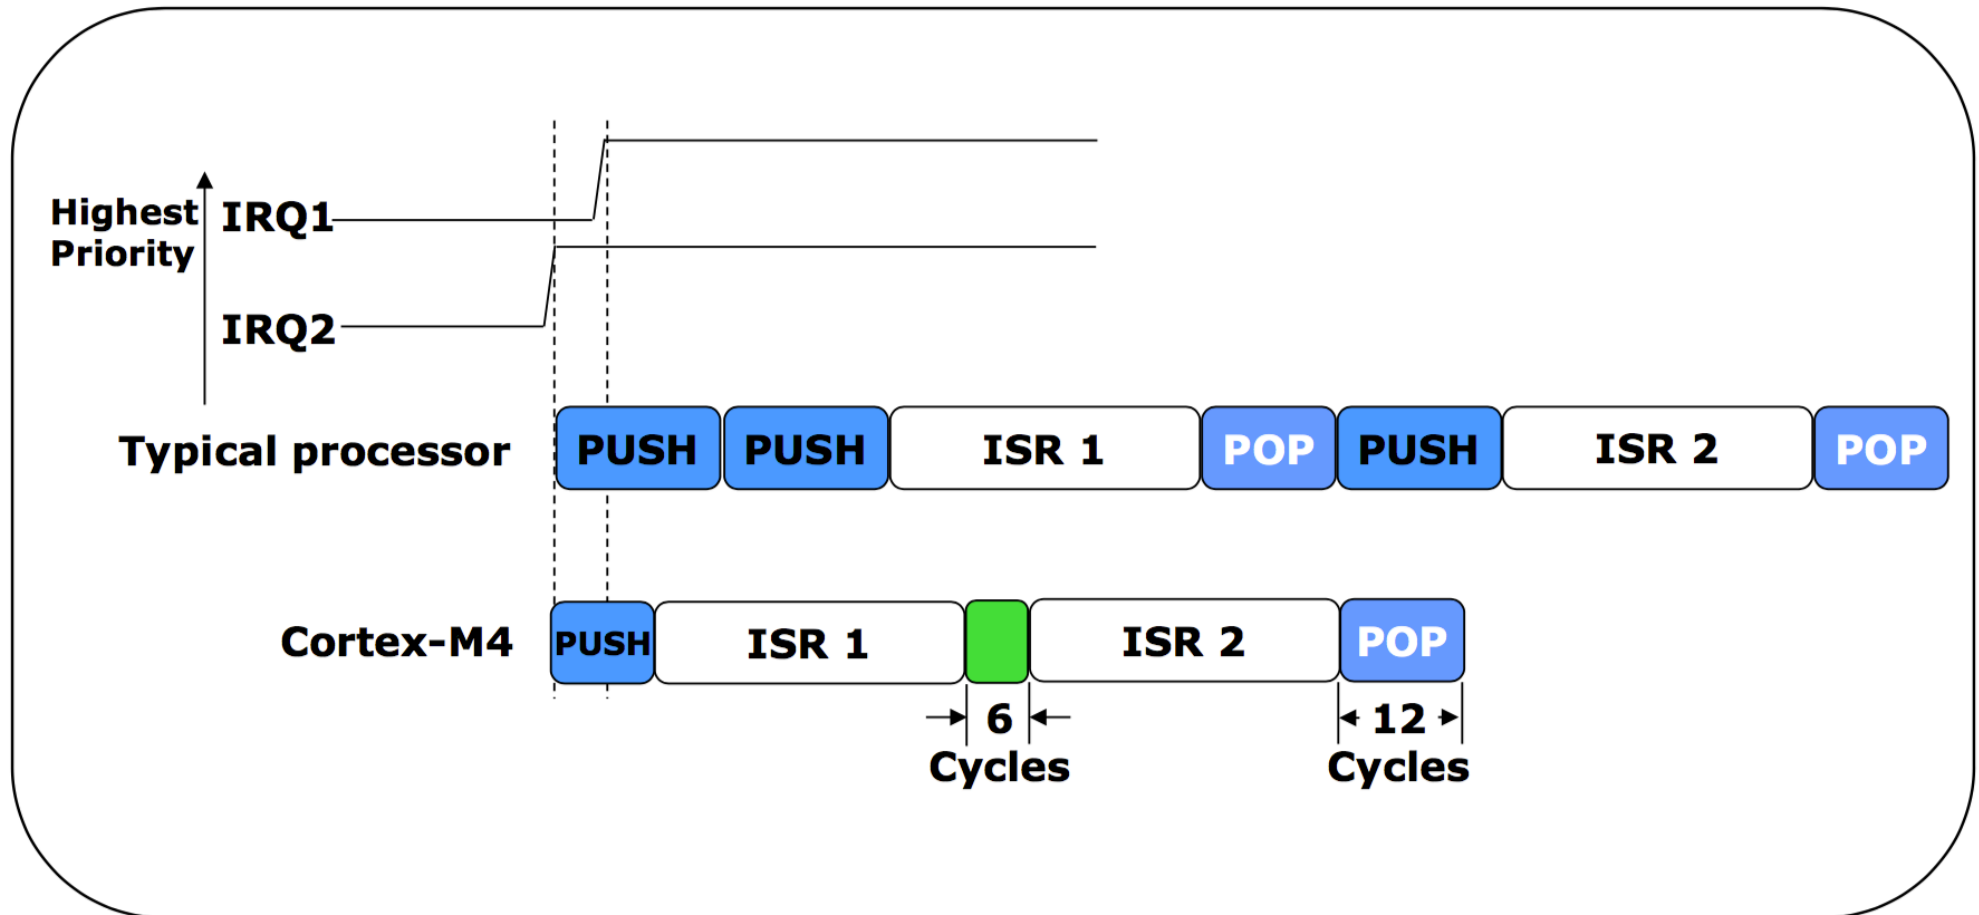 Highest
Priority
IRQ1
IRQ2
Typical processor
PUSH PUSH ISR 1 POP PUSH ISR 2 POP
Cortex-M4
PUSH ISR 1 ISR 2 POP
6
Cycles
12
Cycles